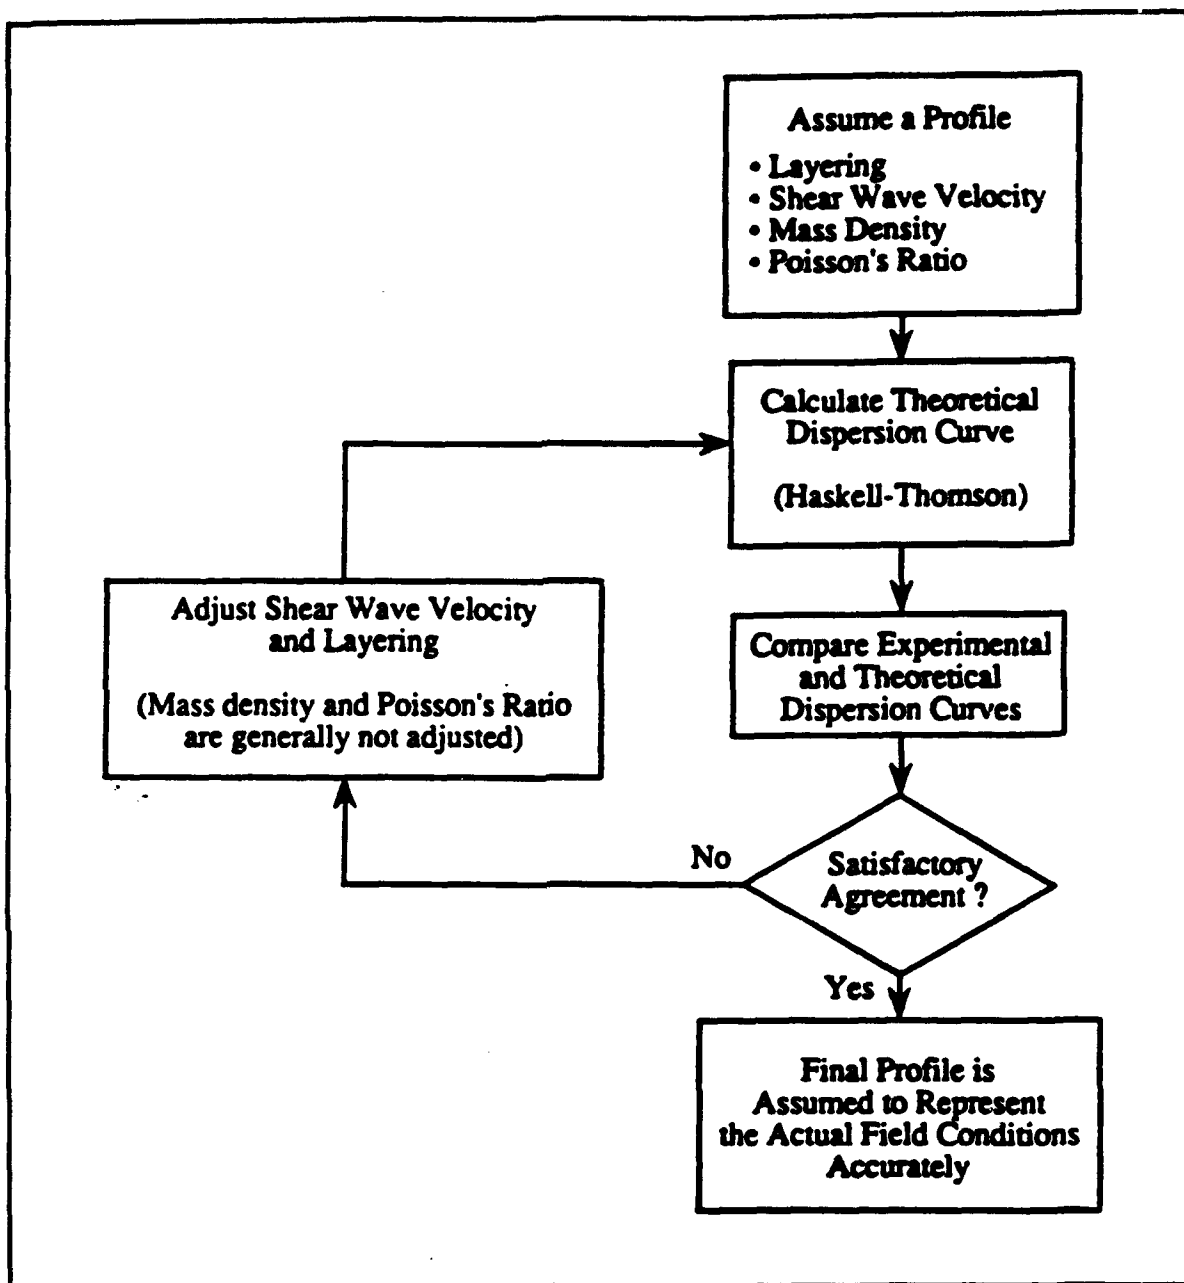 Assume a Profile
• Layering
• Shear Wave Velocity
• Mass Density
• Poisson's Ratio
Calculate Theoretical
Dispersion Curve
(Haskell-Thomson)
Adjust Shear Wave Velocity
and Layering
(Mass density and Poisson's Ratio
are generally not adjusted)
Compare Experimental
and Theoretical
Dispersion Curves
No
Satisfactory
Agreement ?
Yes
Final Profile is
Assumed to Represent
the Actual Field Conditions
Accurately